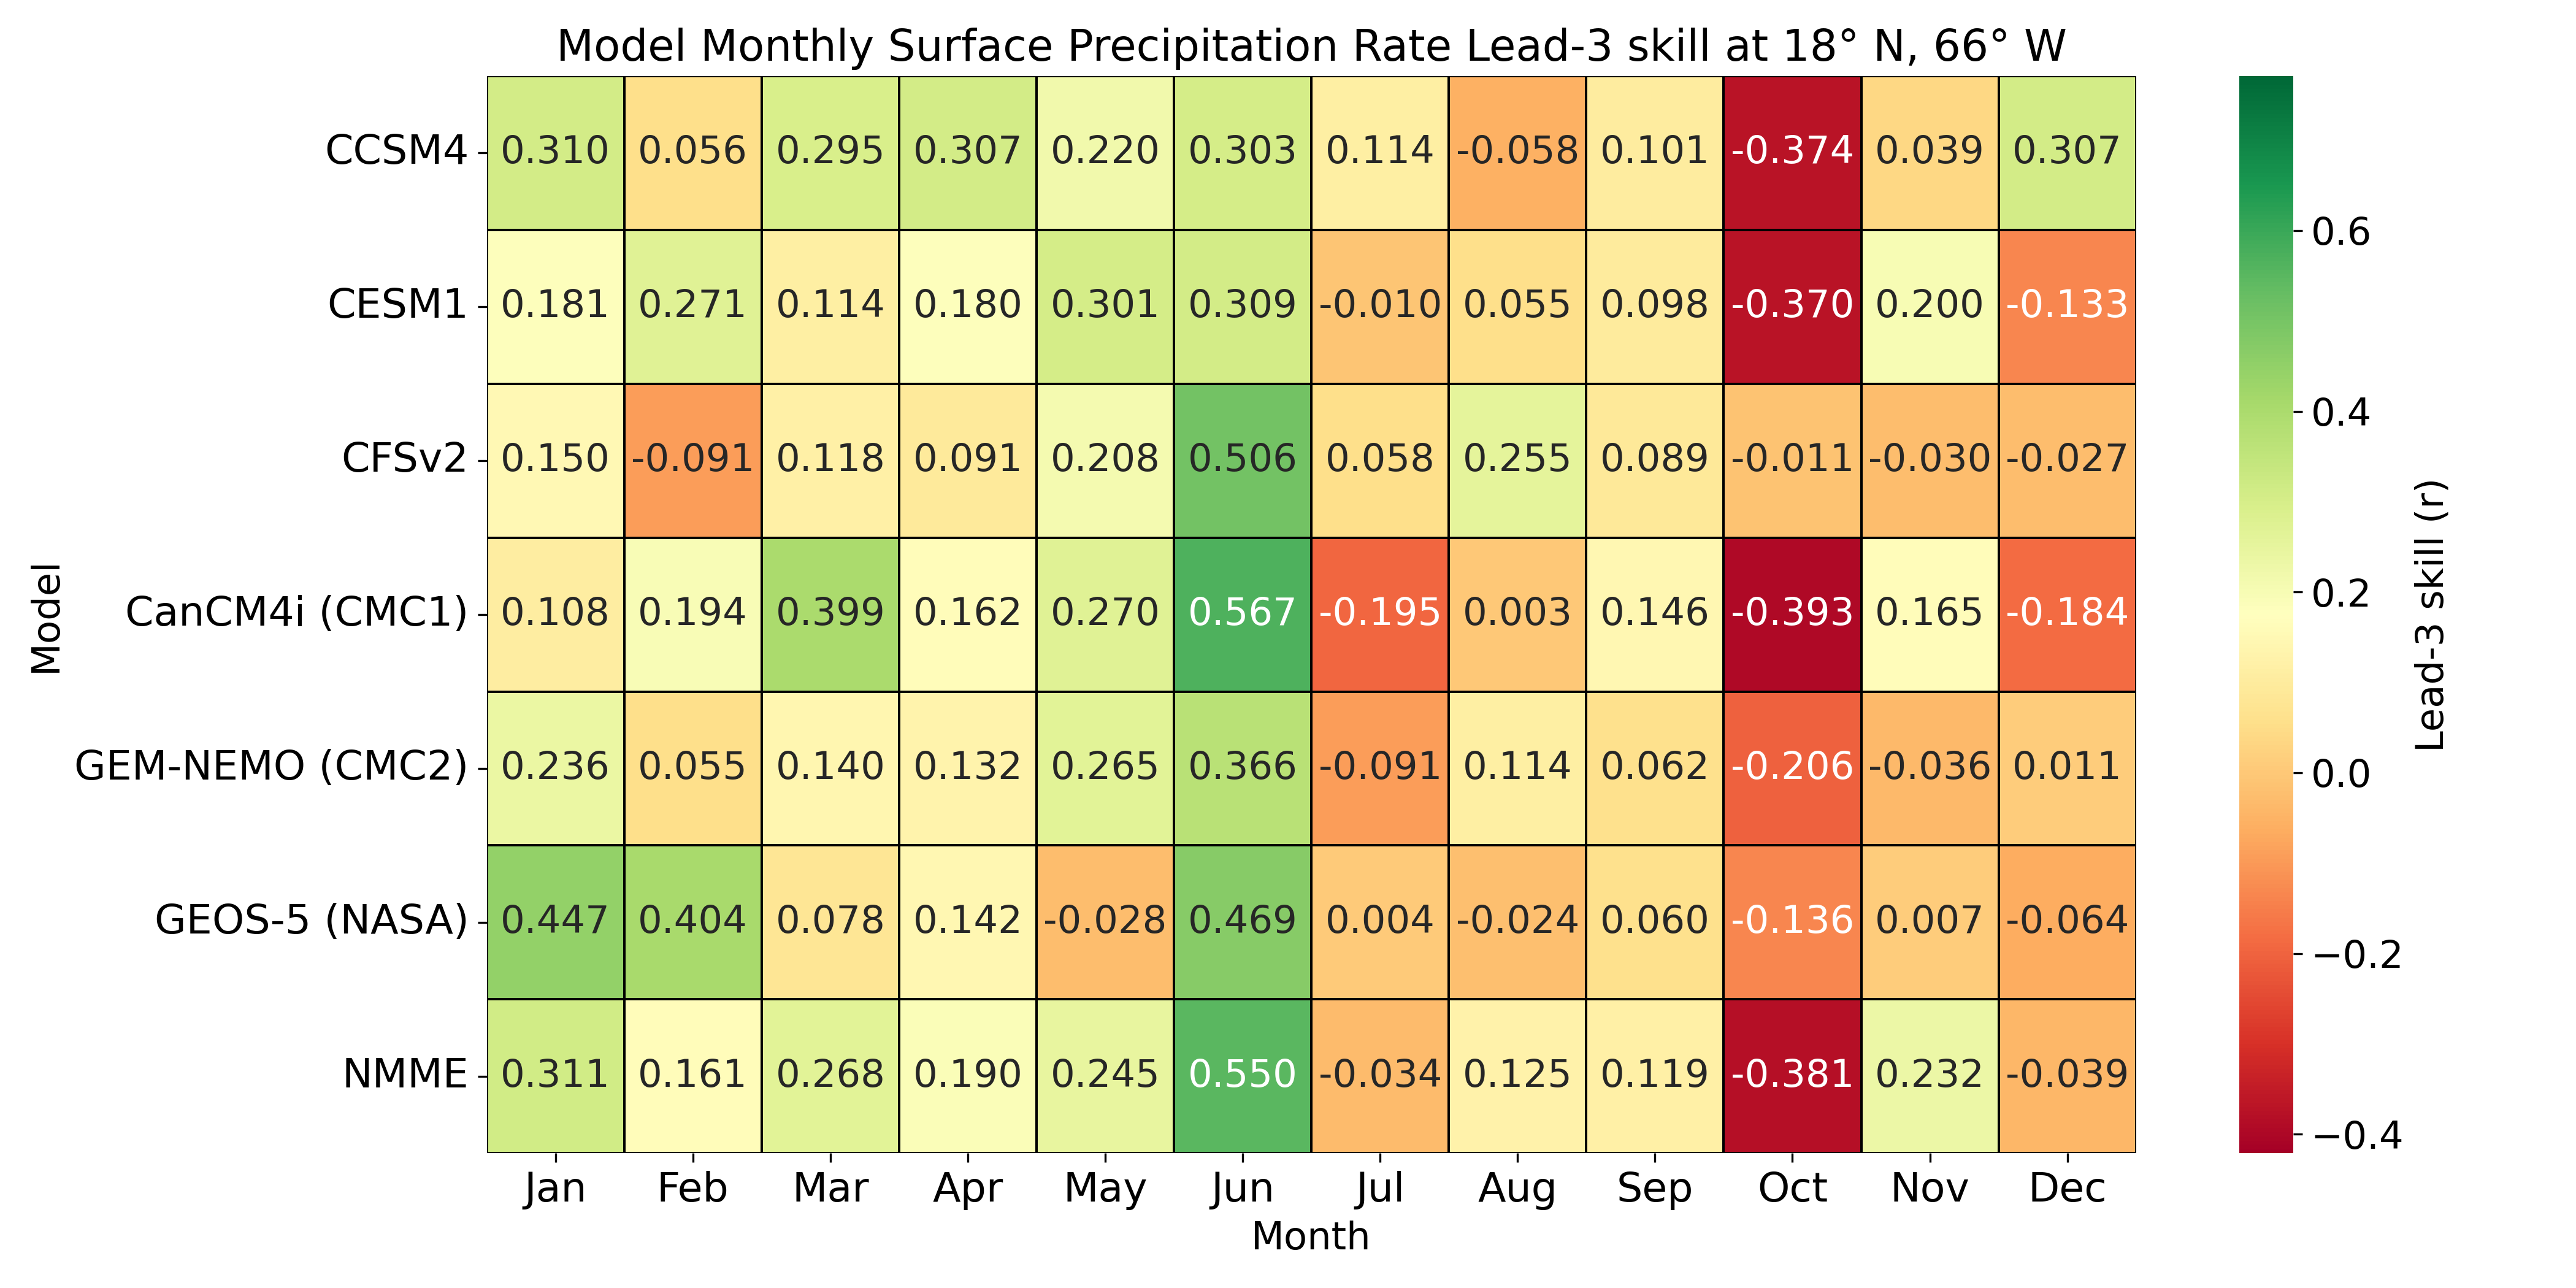 Model Monthly Surface Precipitation Rate Lead-3 skill at 18° N, 66° W
CCSM4 0.310 0.056 0.295 0.307 0.220 0.303 0.114 -0.058 0.101 -0.374 0.039 0.307
CESM1 0.181 0.271 0.114 0.180 0.301 0.309 -0.010 0.055 0.098 -0.370 0.200 -0.133
CFSv2 0.150 -0.091 0.118 0.091 0.208 0.506 0.058 0.255 0.089 -0.011 -0.030 -0.027
CanCM4i (CMC1) 0.108 0.194 0.399 0.162 0.270 0.567 -0.195 0.003 0.146 -0.393 0.165 -0.184
GEM-NEMO (CMC2) 0.236 0.055 0.140 0.132 0.265 0.366 -0.091 0.114 0.062 -0.206 -0.036 0.011
GEOS-5 (NASA) 0.447 0.404 0.078 0.142 -0.028 0.469 0.004 -0.024 0.060 -0.136 0.007 -0.064
NMME 0.311 0.161 0.268 0.190 0.245 0.550 -0.034 0.125 0.119 -0.381 0.232 -0.039
Jan Feb Mar Apr May Jun Jul Aug Sep Oct Nov Dec
Month
Model
0.6
0.4
0.2
0.0
−0.2
−0.4
Lead-3 skill (r)